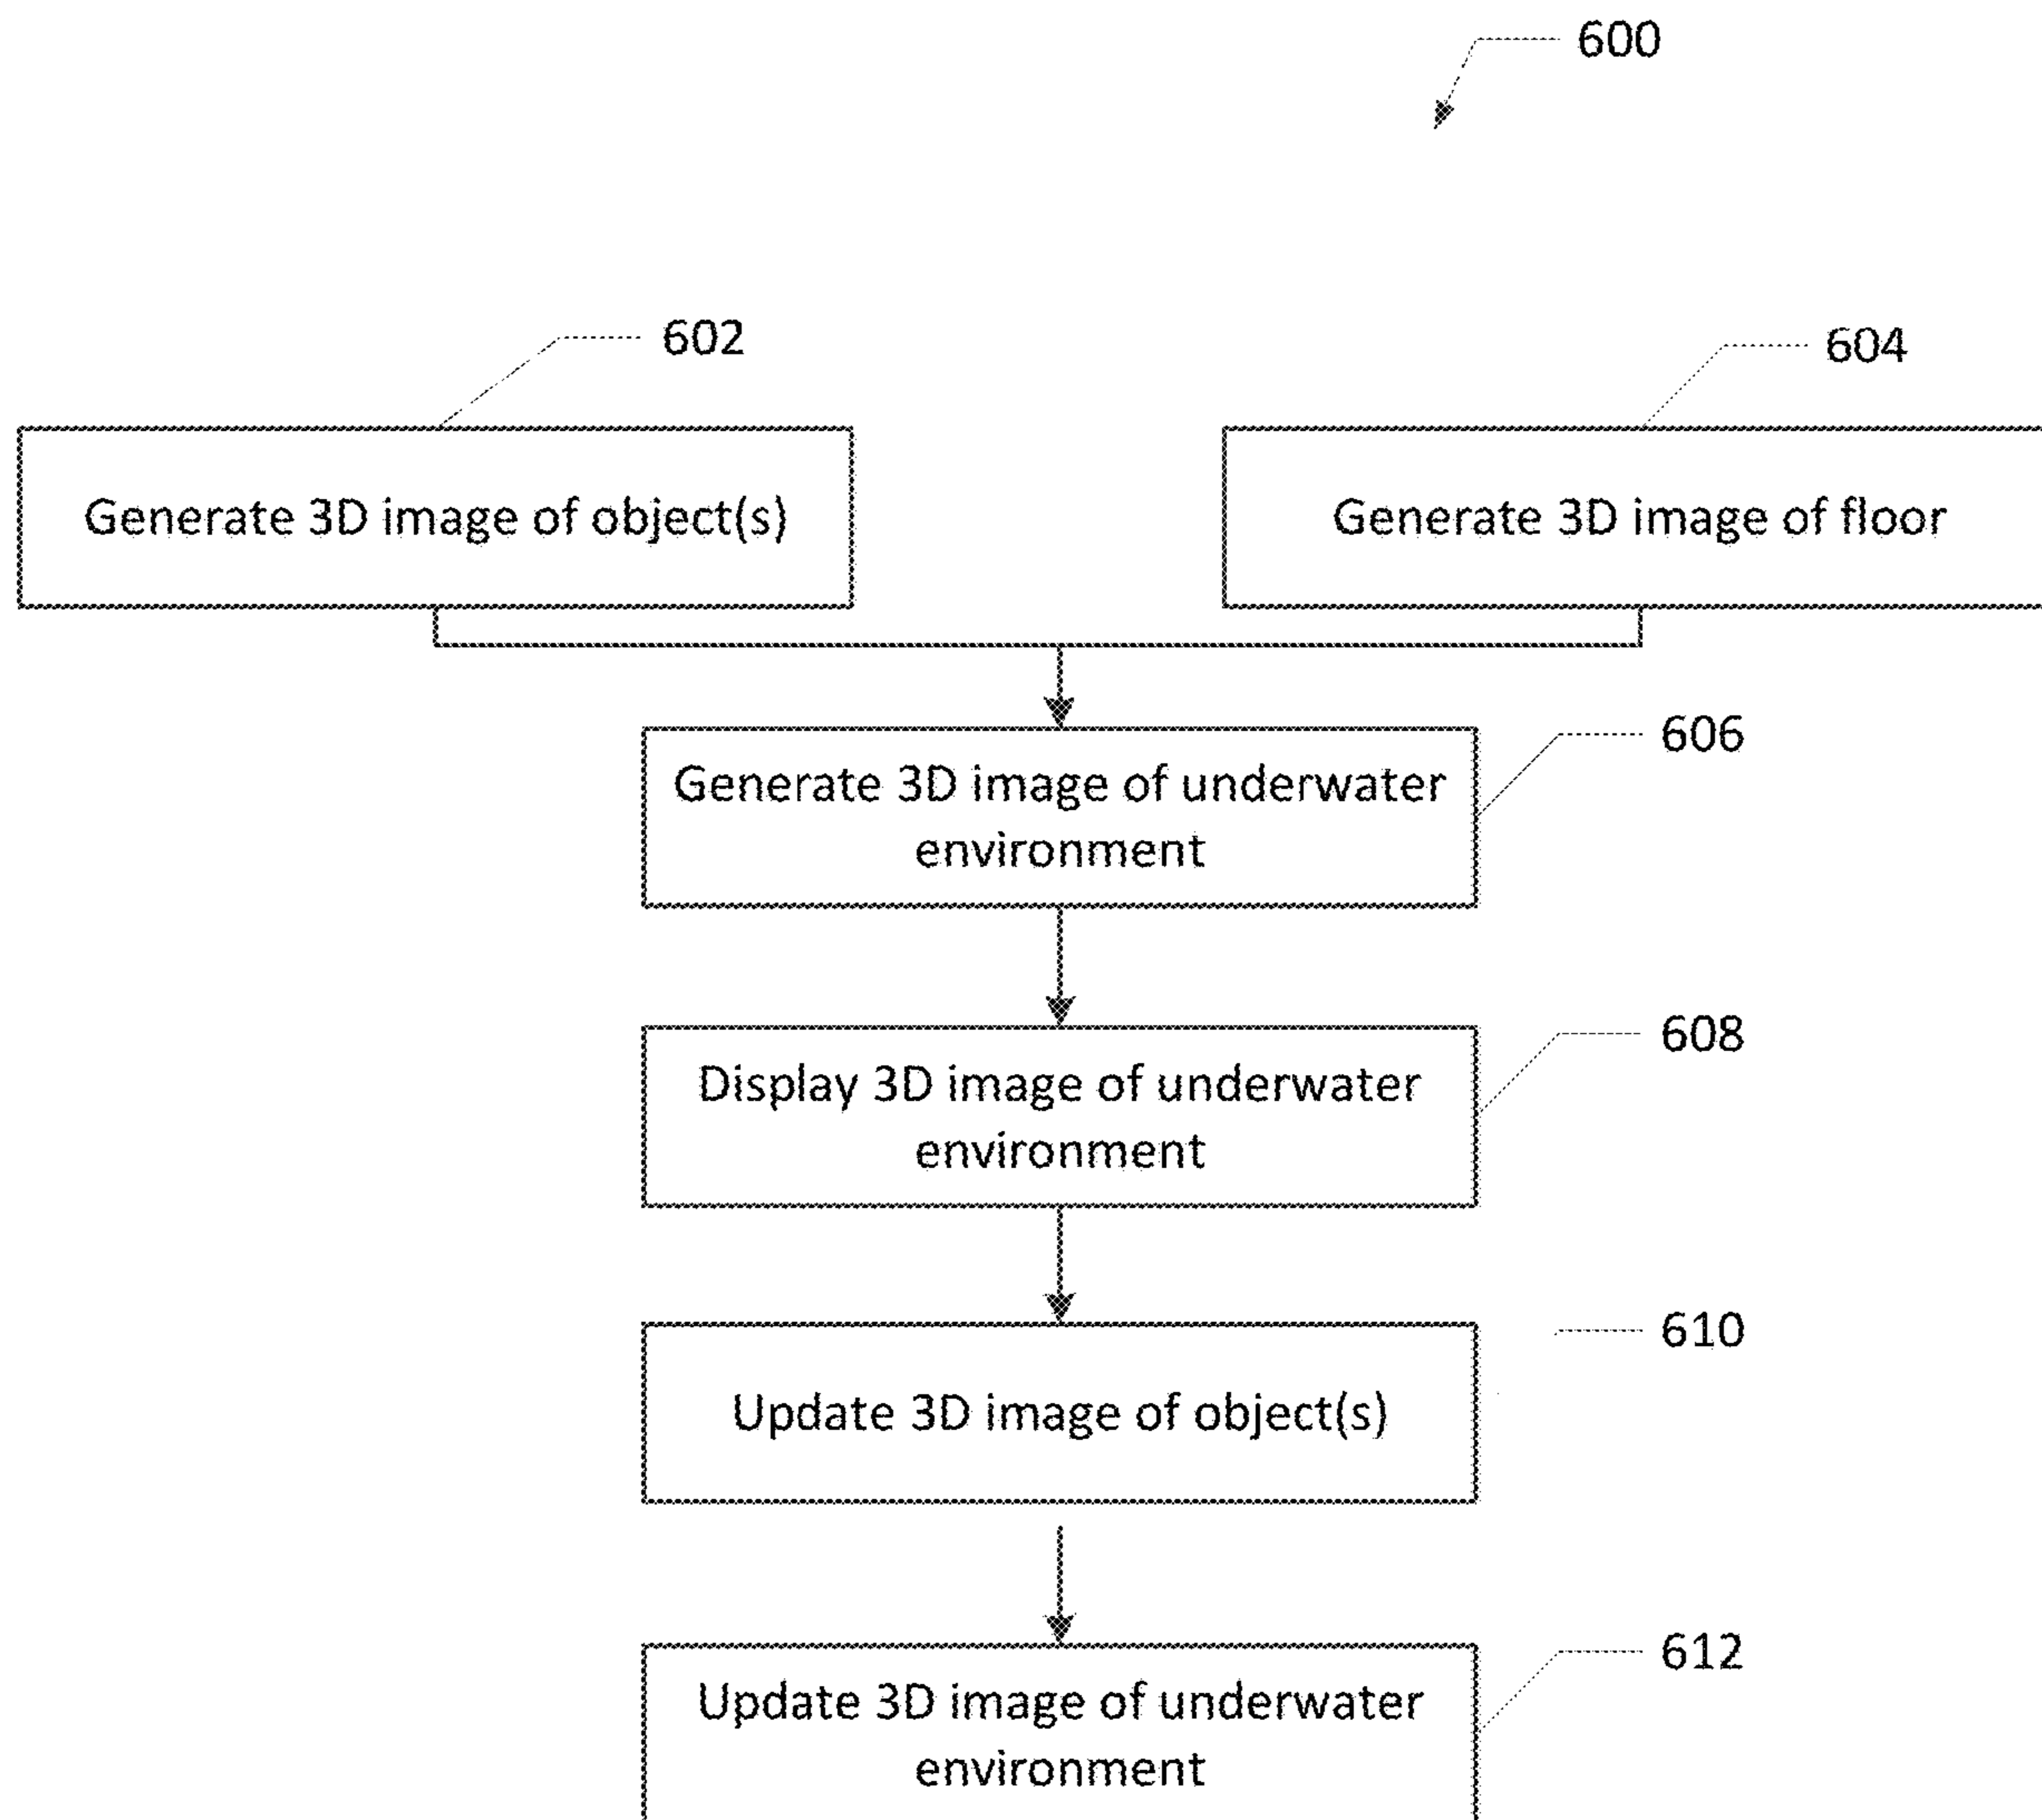 600
602
604
Generate 3D image of object(s)
Generate 3D image of floor
606
Generate 3D image of underwater
environment
608
Display 3D image of underwater
environment
610
Update 3D image of object(s)
612
Update 3D image of underwater
environment